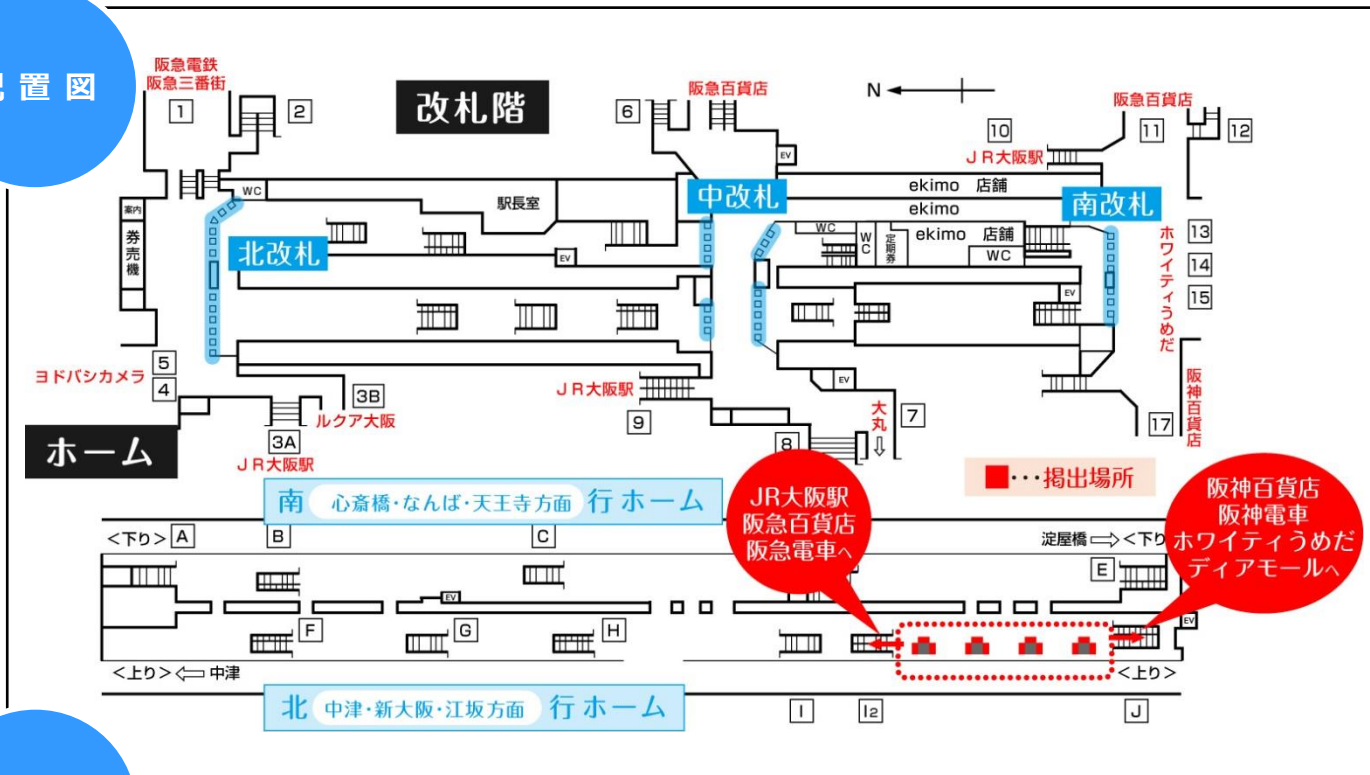 置図
改札階
阪急電鉄
阪急三番街
1
2
6
阪急百貨店
N
10
JR大阪駅
阪急百貨店
11
12
EV
ekimo 店舗
ekimo
ekimo 店舗
WC
駅長室
中改札
南改札
案内
券売機
北改札
EV
WC
WC
定期券
WC
EV
ホワイティうめだ
13
14
15
ヨドバシカメラ
5
4
3B
ルクア大阪
3A
JR大阪駅
JR大阪駅
9
EV
8
大丸
7
17
阪神百貨店
ホーム
■・・・掲出場所
南 心斎橋・なんば・天王寺方面 行ホーム
JR大阪駅
阪急百貨店
阪急電車へ
阪神百貨店
阪神電車
ホワイティうめだ
ディアモールへ
<下り>
A
B
C
淀屋橋
<下り
E
EV
EV
F
G
H
<上り>
中津
<上り>
北 中津・新大阪・江坂方面 行ホーム
I
I2
J